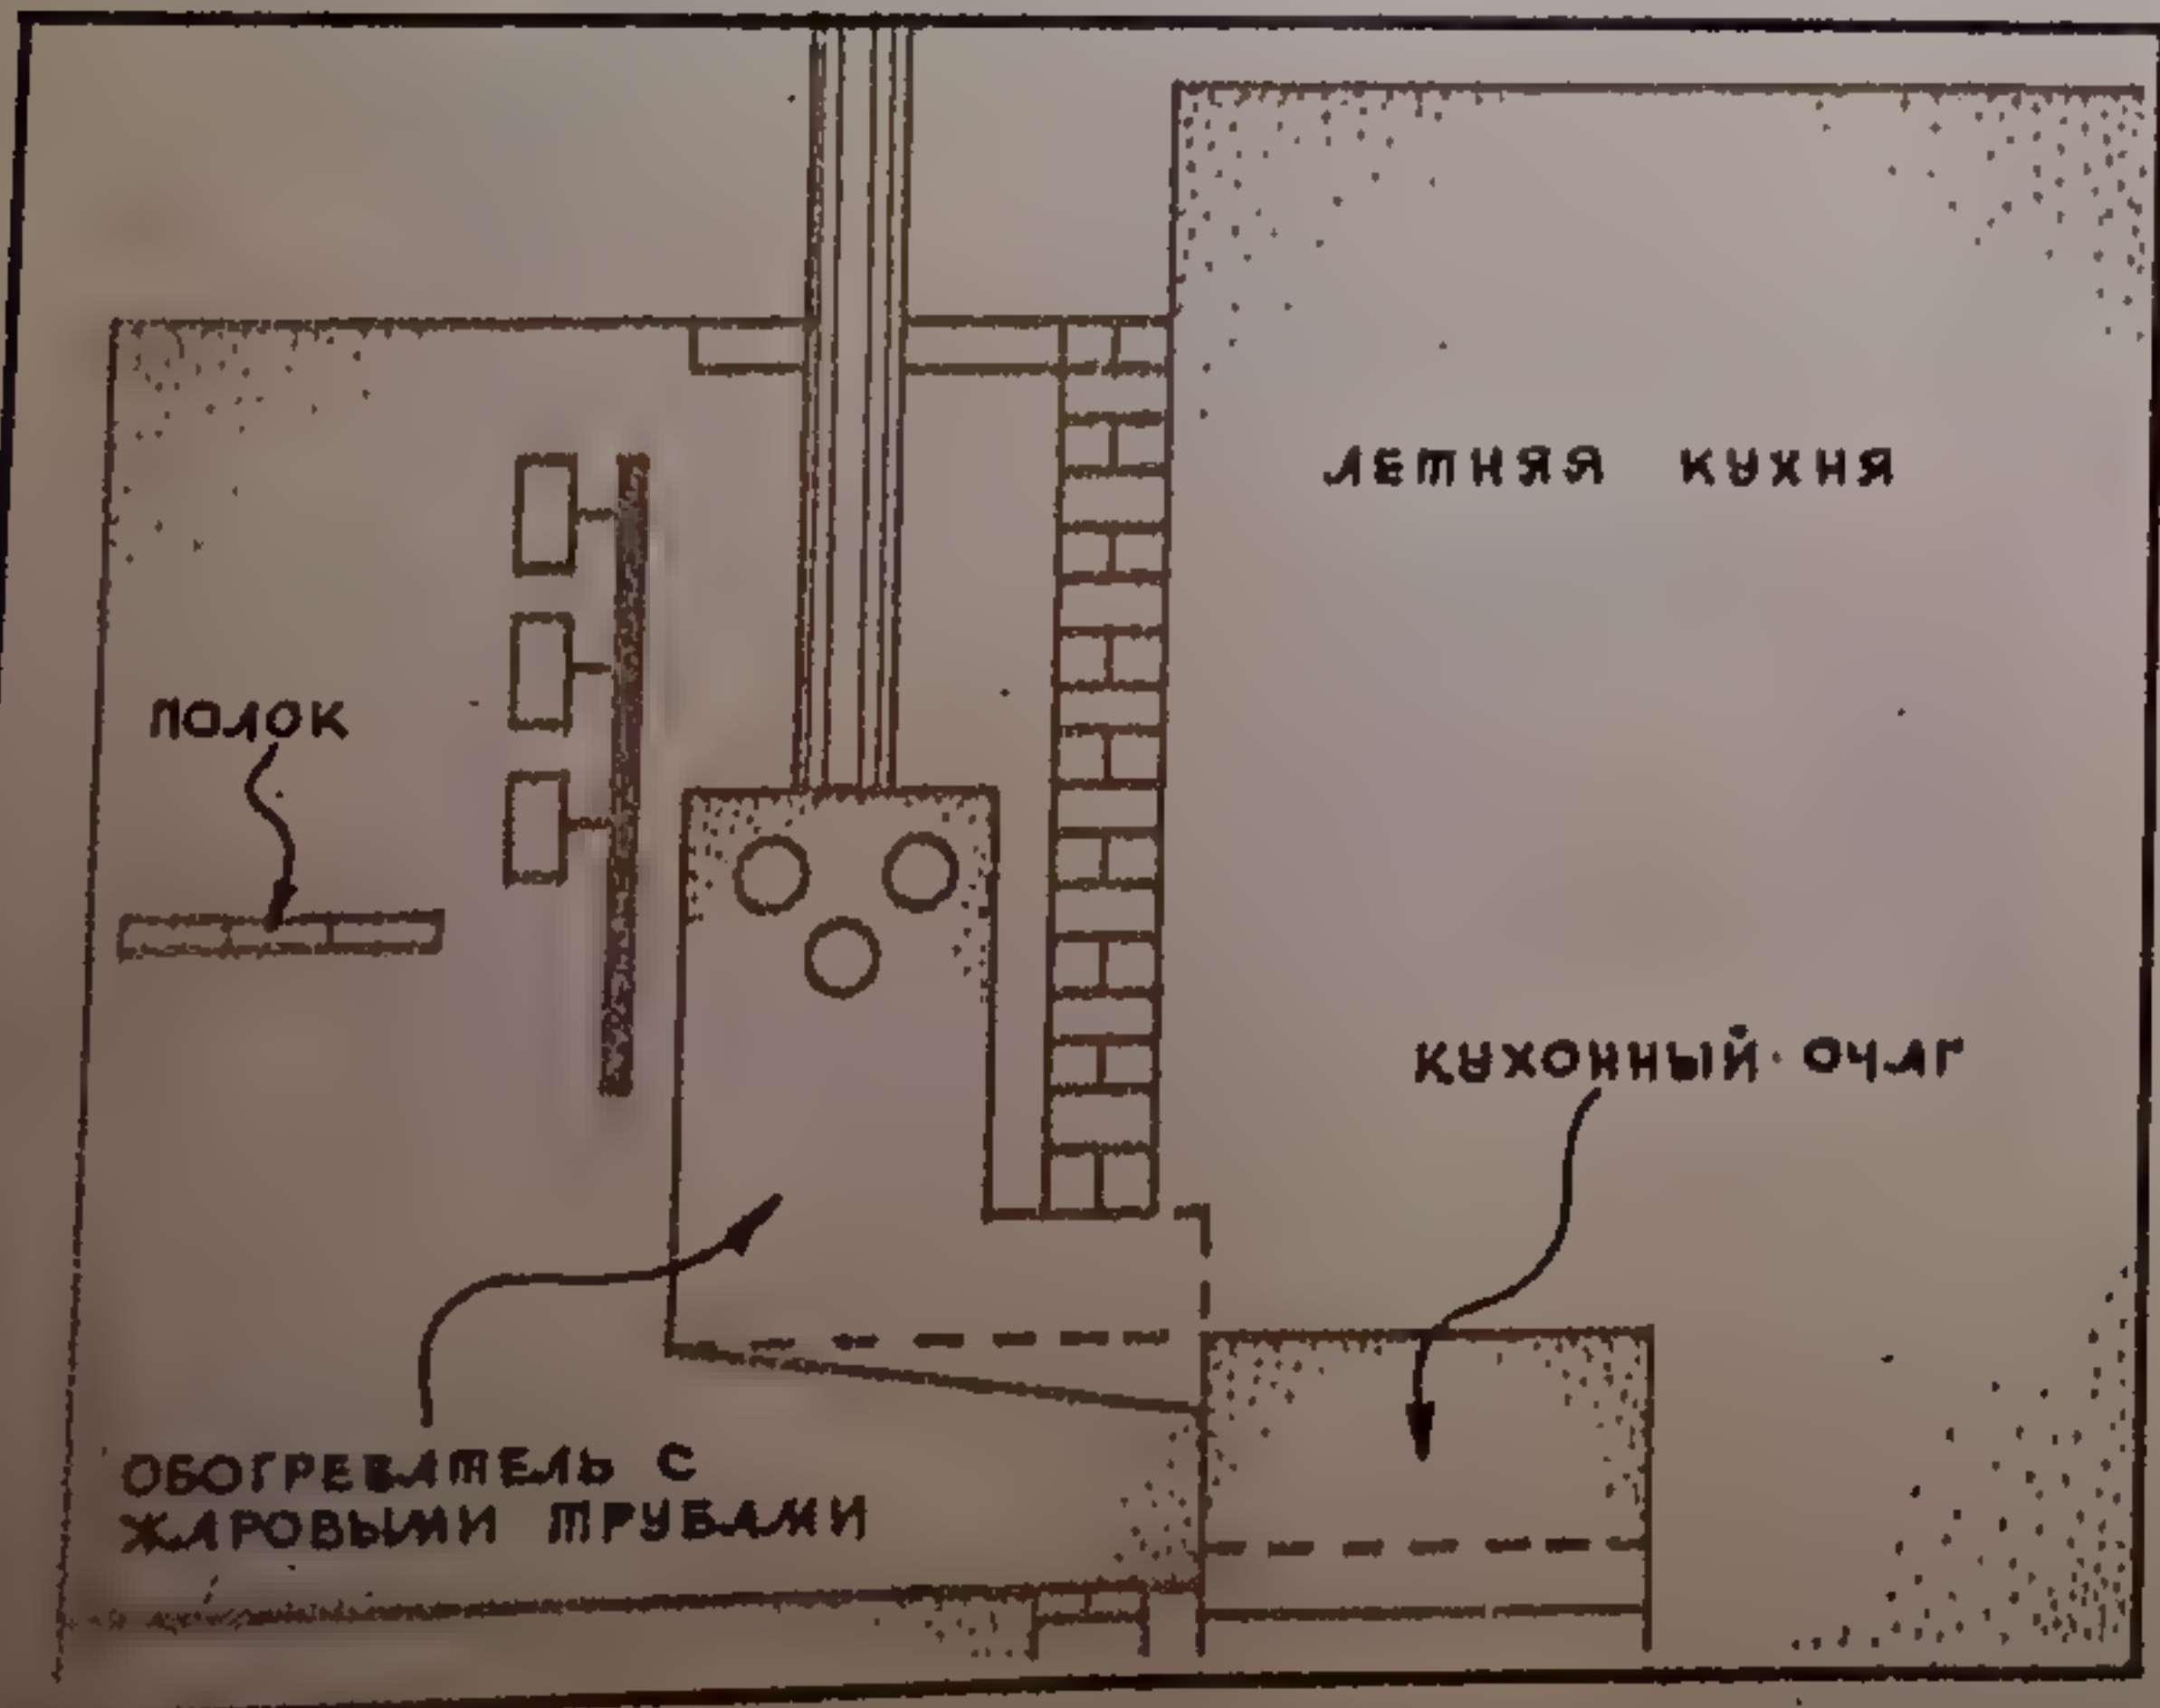 ЛЕТНЯЯ КУХНЯ
ПОЛОК
КУХОННЫЙ ОЧАГ
ОБОГРЕВАТЕЛЬ С
ЖАРОВЫМИ ТРУБАМИ